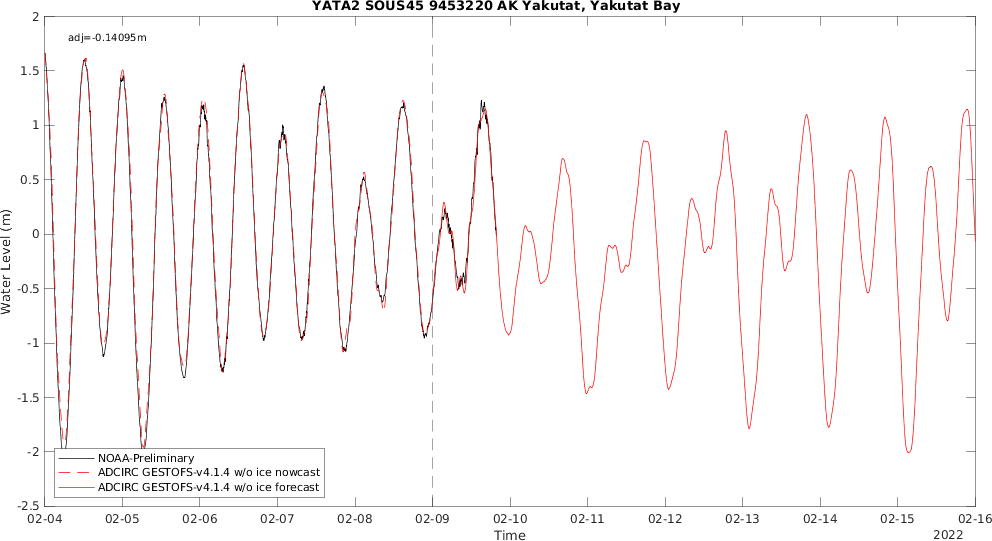 YATA2 SOUS45 9453220 AK Yakutat, Yakutat Bay
adj=-0.14095m
2
1.5
1
0.5
0
-0.5
-1
-1.5
-2
-2.5
Water Level (m)
NOAA-Preliminary
ADCIRC GESTOFS-v4.1.4 w/o ice nowcast
ADCIRC GESTOFS-v4.1.4 w/o ice forecast
02-04 02-05 02-06 02-07 02-08 02-09 02-10 02-11 02-12 02-13 02-14 02-15 02-16
Time
2022